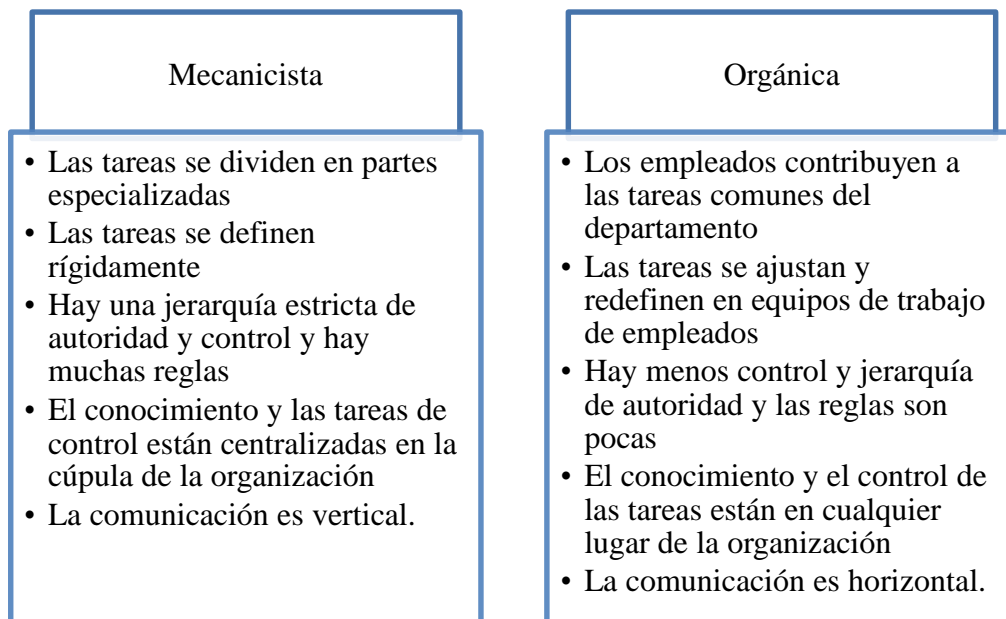 Mecanicista
• Las tareas se dividen en partes
especializadas
• Las tareas se definen
rígidamente
• Hay una jerarquía estricta de
autoridad y control y hay
muchas reglas
• El conocimiento y las tareas de
control están centralizadas en la
cúpula de la organización
• La comunicación es vertical.
Orgánica
• Los empleados contribuyen a
las tareas comunes del
departamento
• Las tareas se ajustan y
redefinen en equipos de trabajo
de empleados
• Hay menos control y jerarquía
de autoridad y las reglas son
pocas
• El conocimiento y el control de
las tareas están en cualquier
lugar de la organización
• La comunicación es horizontal.